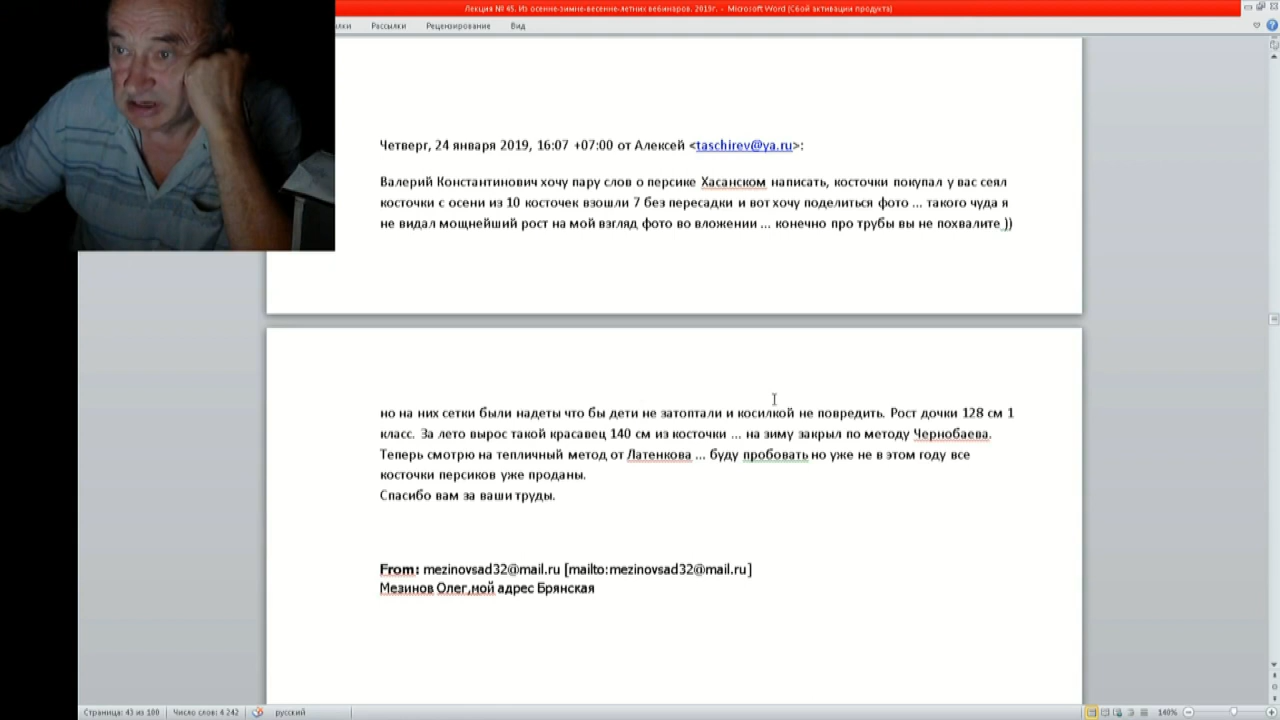 Лекция № 45. Из осенне-зимне-весенне-летних вебинаров. 2019г. - Microsoft Word (Сбой активации продукта)
лки Рассылки Рецензирование Вид
Четверг, 24 января 2019, 16:07 +07:00 от Алексей <taschirev@ya.ru>:
Валерий Константинович хочу пару слов о персике Хасанском написать, косточки покупал у вас сеял
косточки с осени из 10 косточек взошли 7 без пересадки и вот хочу поделиться фото ... такого чуда я
не видал мощнейший рост на мой взгляд фото во вложении ... конечно про трубы вы не похвалите ))
но на них сетки были надеты что бы дети не затоптали и косилкой не повредить. Рост дочки 128 см 1
класс. За лето вырос такой красавец 140 см из косточки ... на зиму закрыл по методу Чернобаева.
Теперь смотрю на тепличный метод от Латенкова ... буду пробовать но уже не в этом году все
косточки персиков уже проданы.
Спасибо вам за ваши труды.
From: mezinovsad32@mail.ru [mailto:mezinovsad32@mail.ru]
Мезинов Олег,мой адрес Брянская
Страница: 43 из 100 Число слов: 4 242 русский 140%